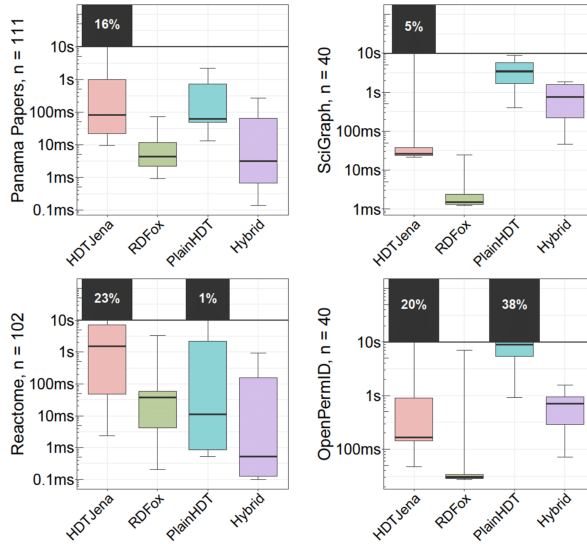 Panama Papers, n = 111
16%
10s
1s
100ms
10ms
1ms
0.1ms
HDTJena
RDFox
PlainHDT
Hybrid
SciGraph, n = 40
5%
10s
1s
100ms
10ms
1ms
HDTJena
RDFox
PlainHDT
Hybrid
Reactome, n = 102
23%
1%
10s
1s
100ms
10ms
1ms
0.1ms
HDTJena
RDFox
PlainHDT
Hybrid
OpenPermID, n = 40
20%
38%
10s
1s
100ms
HDTJena
RDFox
PlainHDT
Hybrid